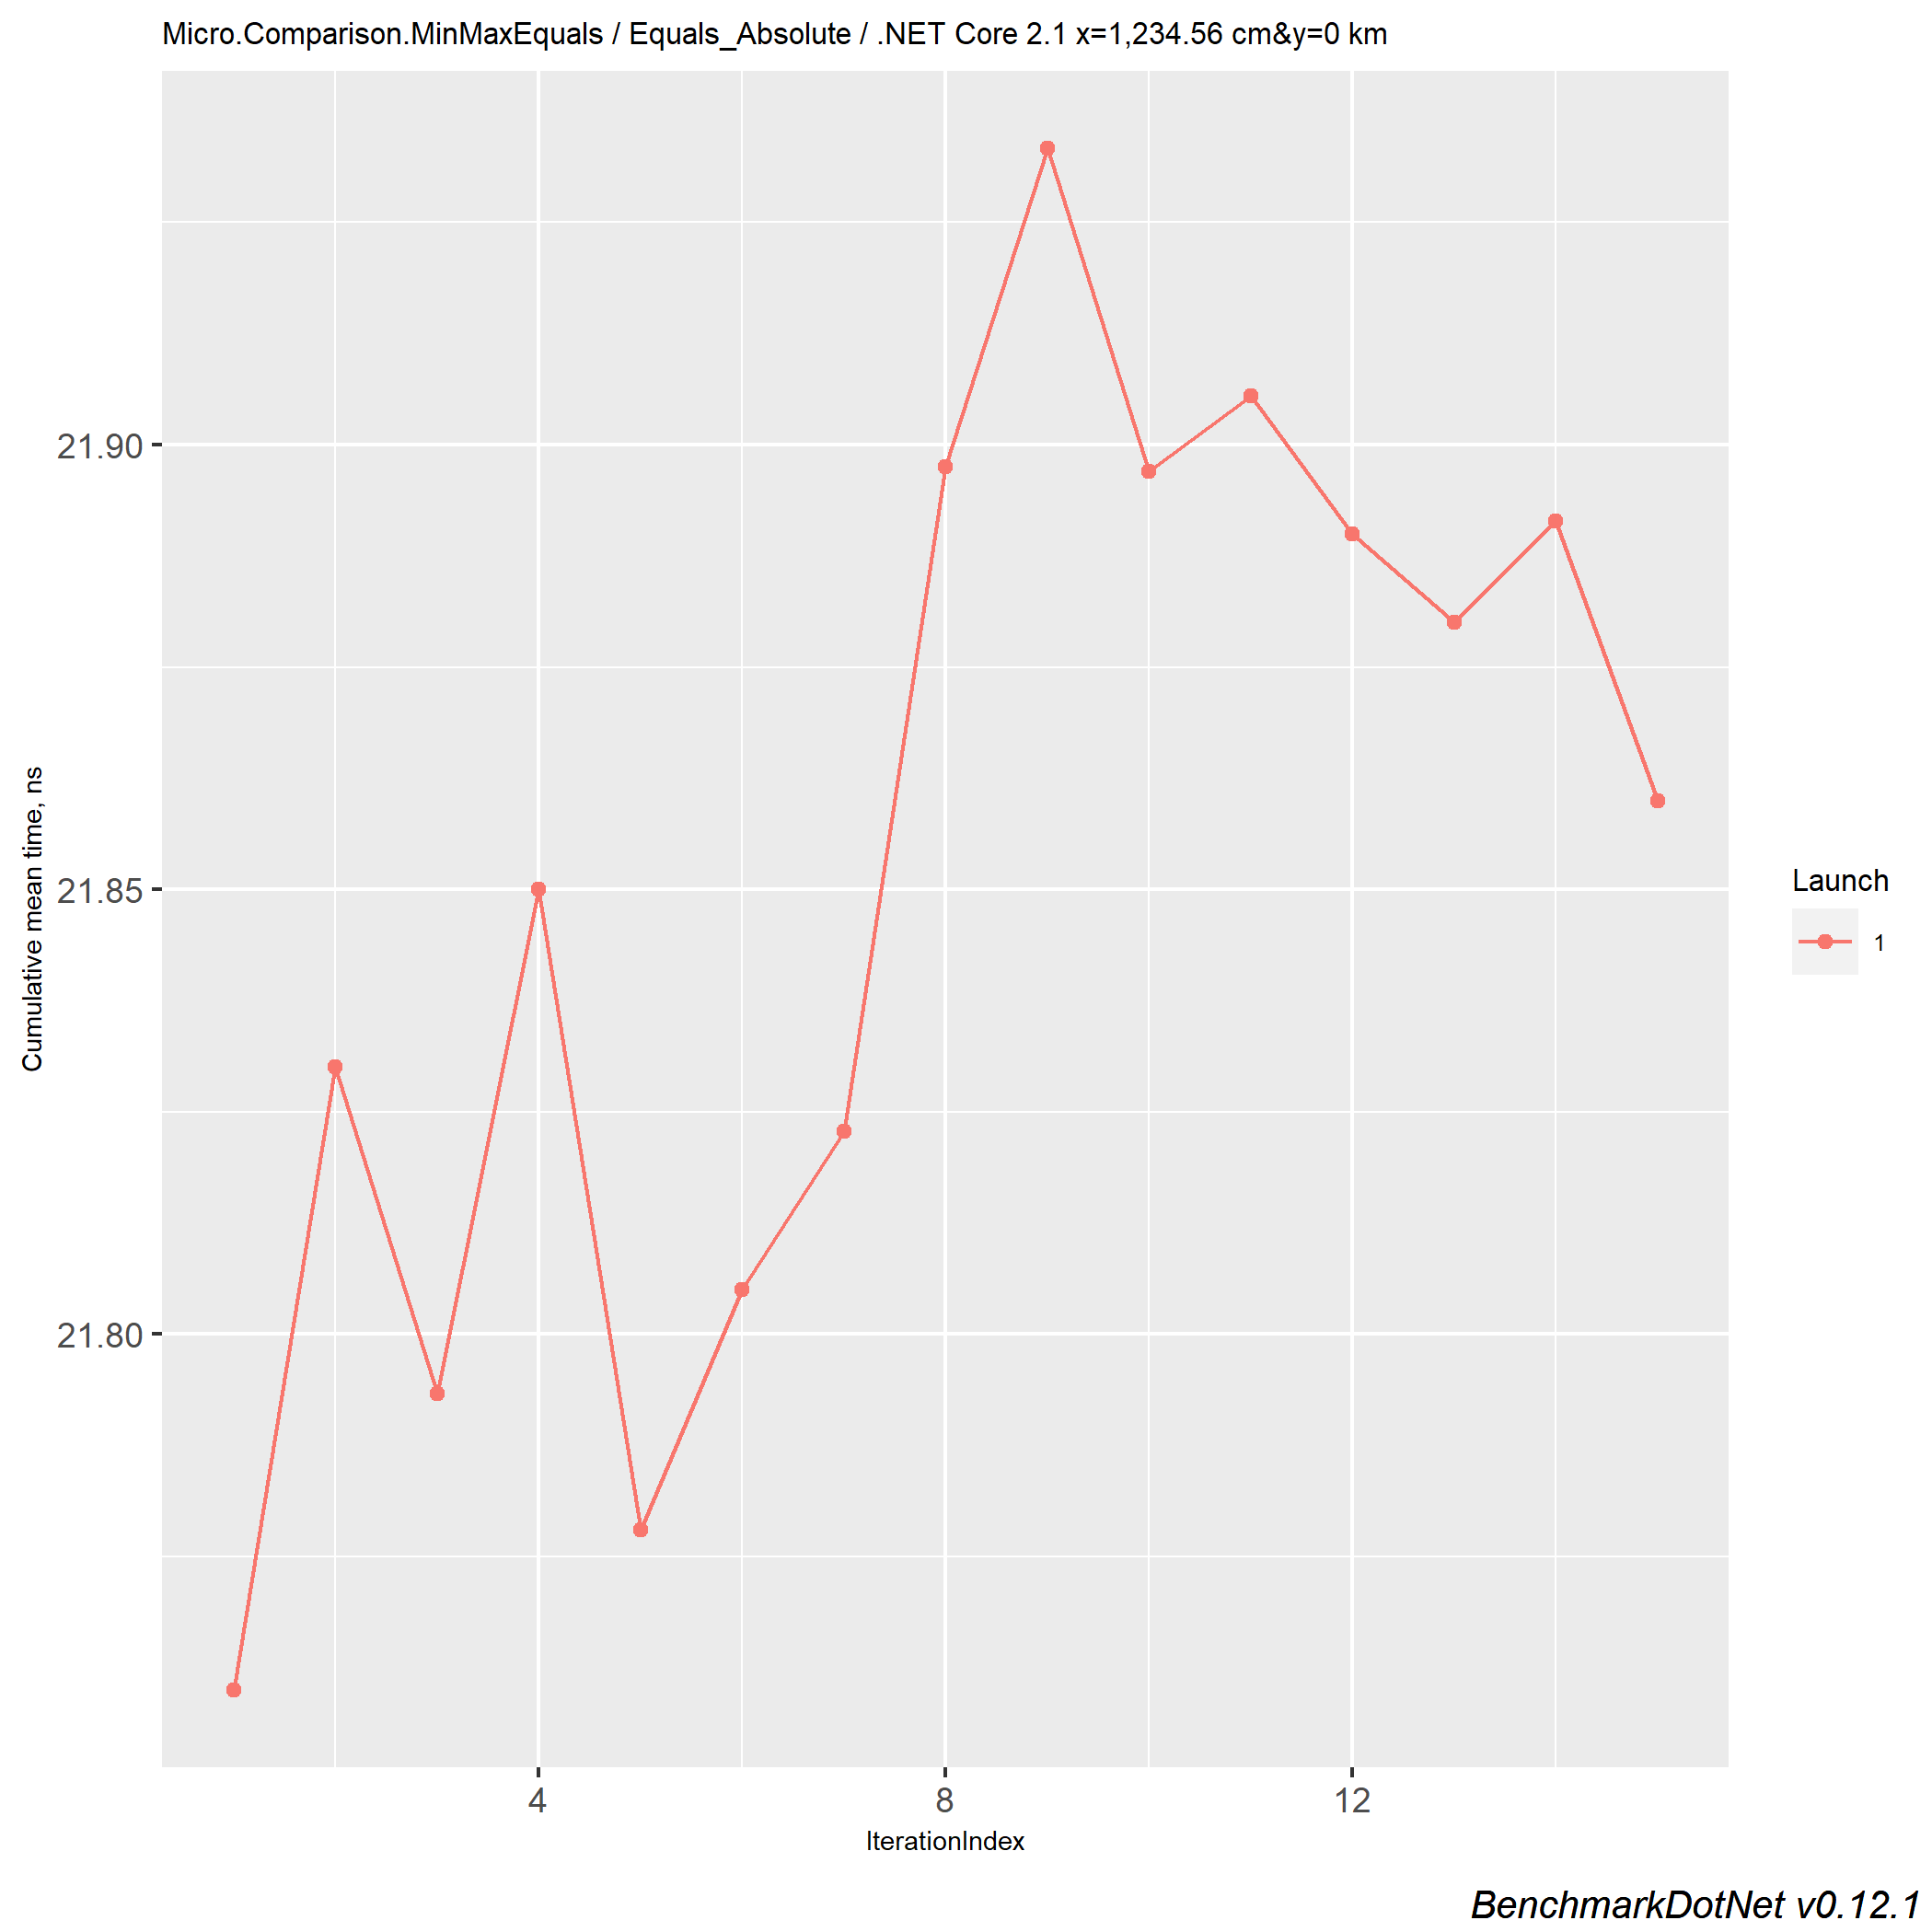 Micro.Comparison.MinMaxEquals / Equals_Absolute / .NET Core 2.1 x=1,234.56 cm&y=0 km
Cumulative mean time, ns
21.90
21.85
21.80
4
8
12
IterationIndex
Launch
1
BenchmarkDotNet v0.12.1